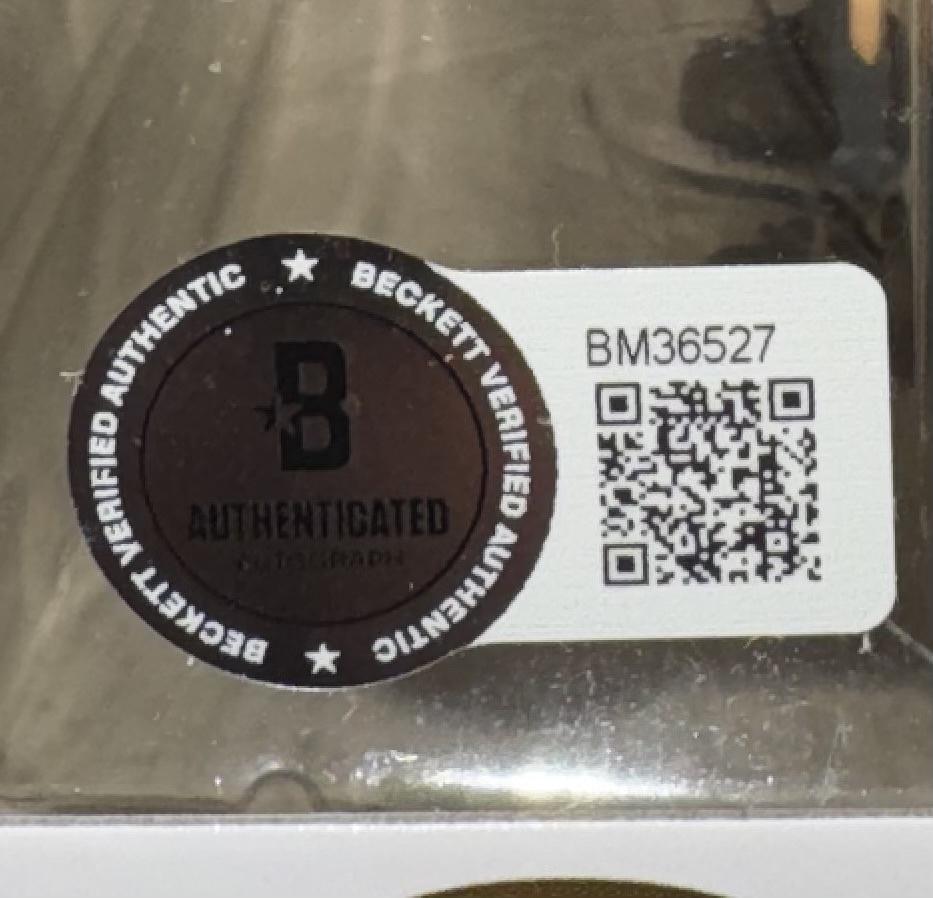 BECKETT VERIFIED AUTHENTIC
BECKETT VERIFIED AUTHENTIC
B
AUTHENTICATED
AUTOGRAPH
BM36527